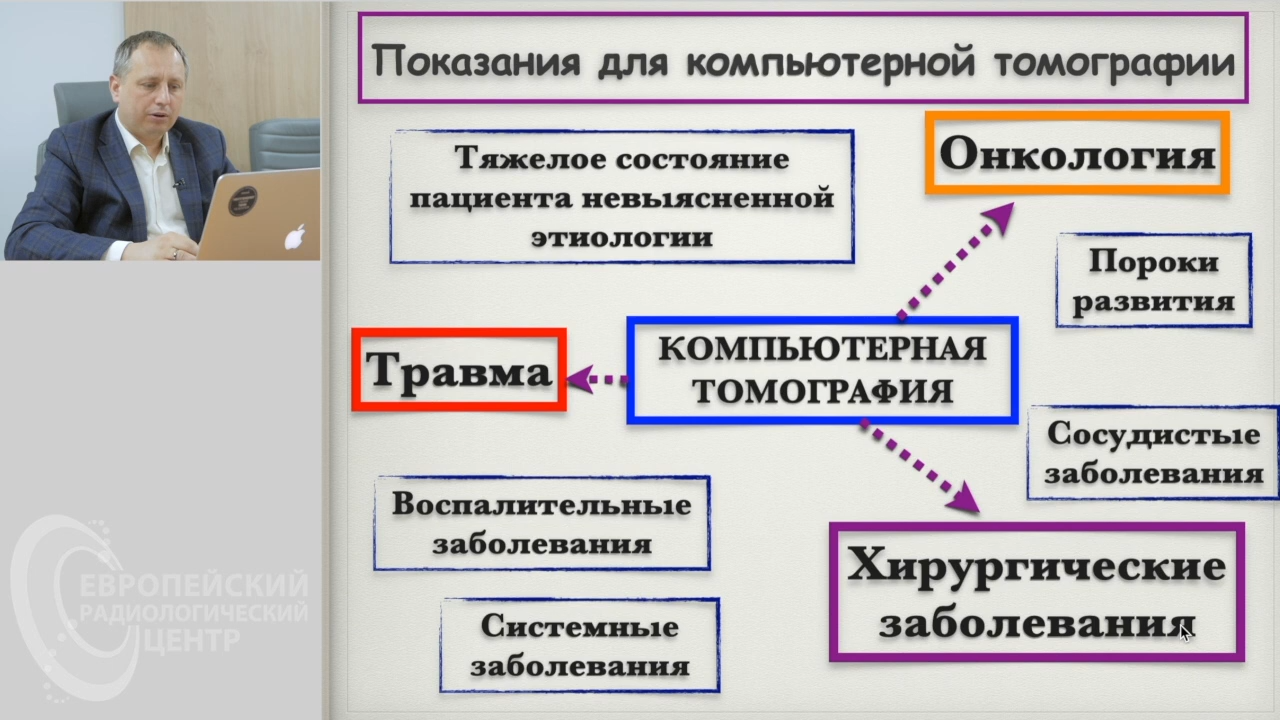 Показания для компьютерной томографии
Тяжелое состояние
пациента невыясненной
этиологии
Онкология
Пороки
развития
КОМПЬЮТЕРНАЯ
ТОМОГРАФИЯ
Травма
Сосудистые
заболевания
Воспалительные
заболевания
Хирургические
заболевания
Системные
заболевания
ЕВРОПЕЙСКИЙ
РАДИОЛОГИЧЕСКИЙ
ЦЕНТР